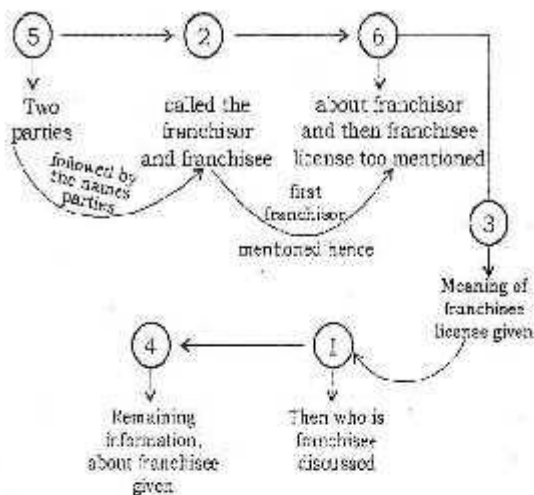 5
2
6
Two
parties
called the
franchisor
and franchisee
about franchisor
and then franchisee
license too mentioned
followed by
the names
parties
first
franchisor
mentioned hence
3
Meaning of
franchisee
license given
4
1
Remaining
information,
about franchisee
given
Then who is
franchisee
discussed